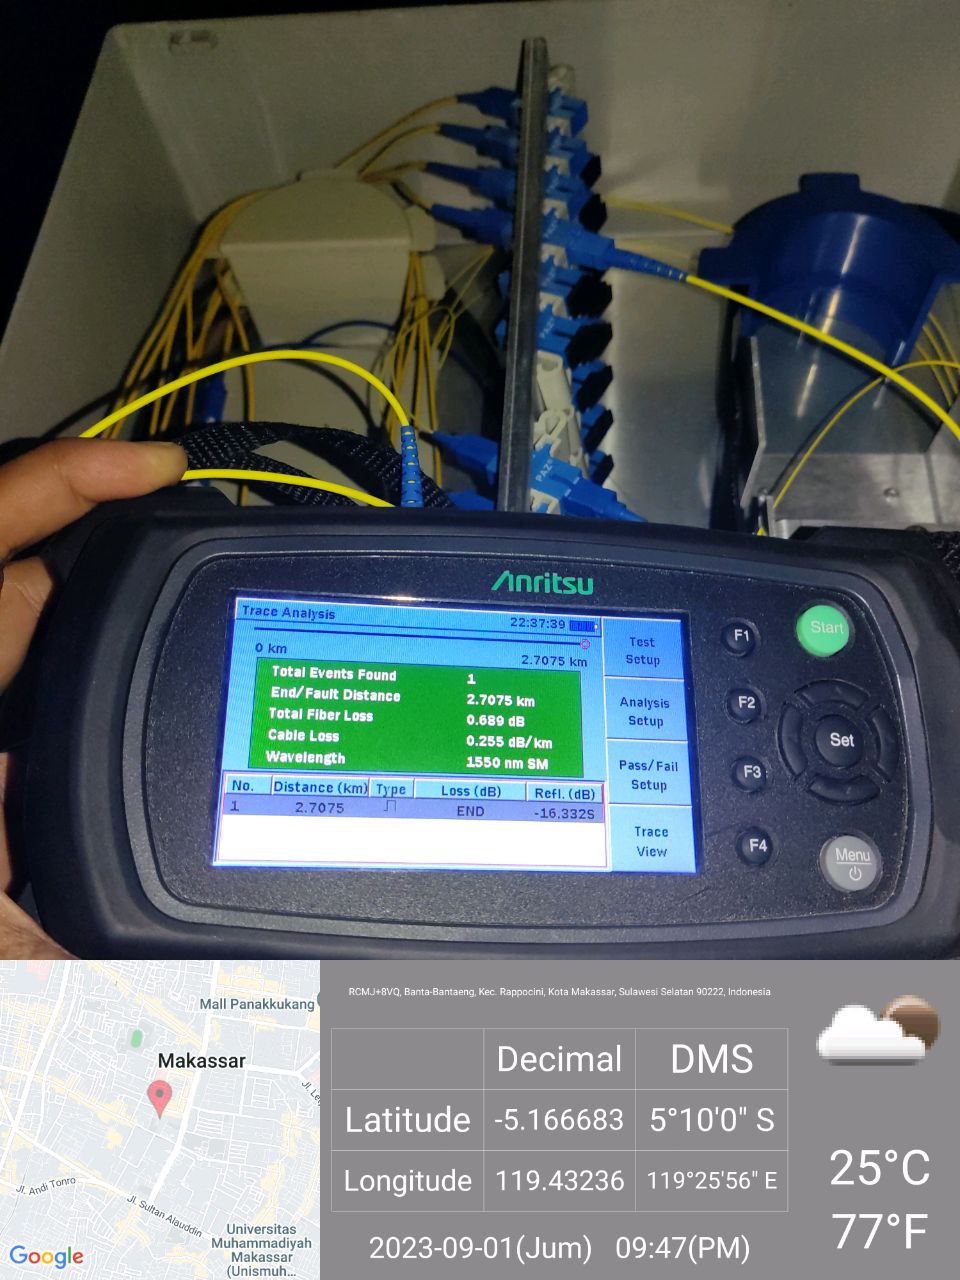 PAZ
Anritsu
Trace Analysis
22:37:39
0 km
2.7075 km
Total Events Found 1
End/Fault Distance 2.7075 km
Total Fiber Loss 0.689 dB
Cable Loss 0.255 dB/km
Wavelength 1550 nm SM
No. Distance (km) Type Loss (dB) Refl. (dB)
1 2.7075 END -16.332S
Test
Setup
Analysis
Setup
Pass/Fail
Setup
Trace
View
F1
F2
F3
F4
Start
Set
Menu
Mall Panakkukang
Makassar
Jl. Andi Tonro
Jl. Sultan Alauddin
Universitas
Muhammadiyah
Makassar
(Unismuh...
Google
RCMJ+8VQ, Banta-Bantaeng, Kec. Rappocini, Kota Makassar, Sulawesi Selatan 90222, Indonesia
Decimal DMS
Latitude -5.166683 5°10'0" S
Longitude 119.43236 119°25'56" E
2023-09-01(Jum) 09:47(PM)
25°C
77°F